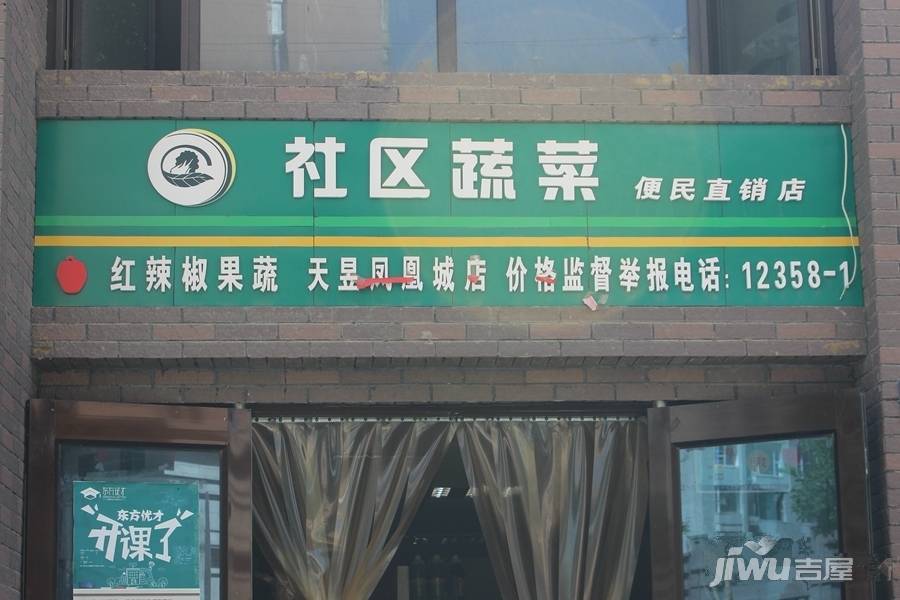 社区蔬菜 便民直销店
红辣椒果蔬 天昱凤凰城店 价格监督举报电话：12358-1
东方优才
开课了
JIWU吉屋